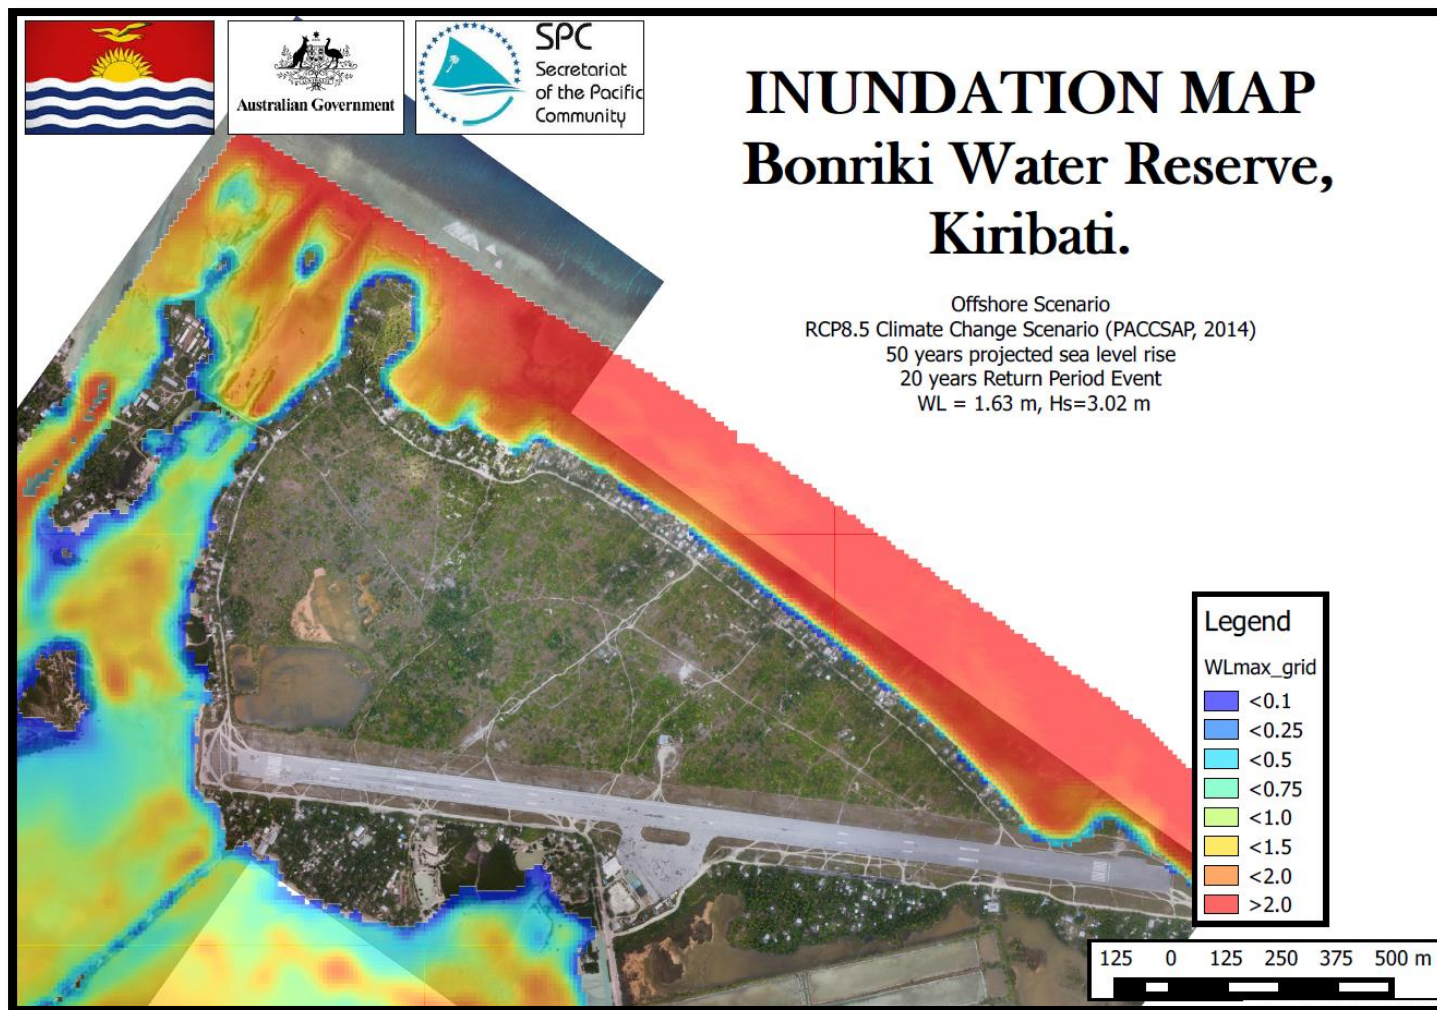 Australian Government
SPC
Secretariat
of the Pacific
Community
INUNDATION MAP
Bonriki Water Reserve,
Kiribati.
Offshore Scenario
RCP8.5 Climate Change Scenario (PACCSAP, 2014)
50 years projected sea level rise
20 years Return Period Event
WL = 1.63 m, Hs=3.02 m
Legend
WLmax_grid
<0.1
<0.25
<0.5
<0.75
<1.0
<1.5
<2.0
>2.0
125 0 125 250 375 500 m